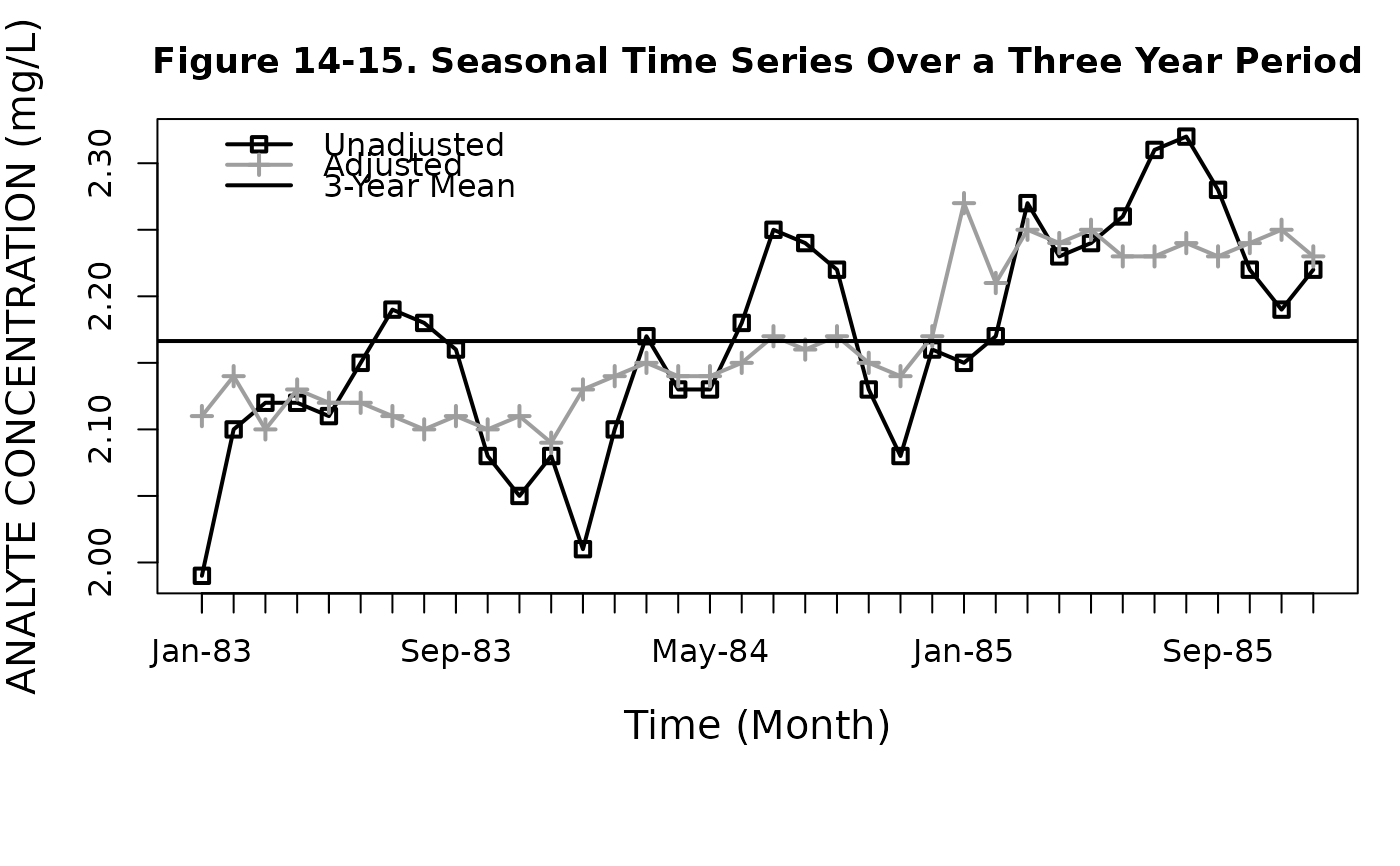 Figure 14-15. Seasonal Time Series Over a Three Year Period
ANALYTE CONCENTRATION (mg/L)
2.30
2.20
2.10
2.00
Unadjusted
Adjusted
3-Year Mean
Jan-83 Sep-83 May-84 Jan-85 Sep-85
Time (Month)